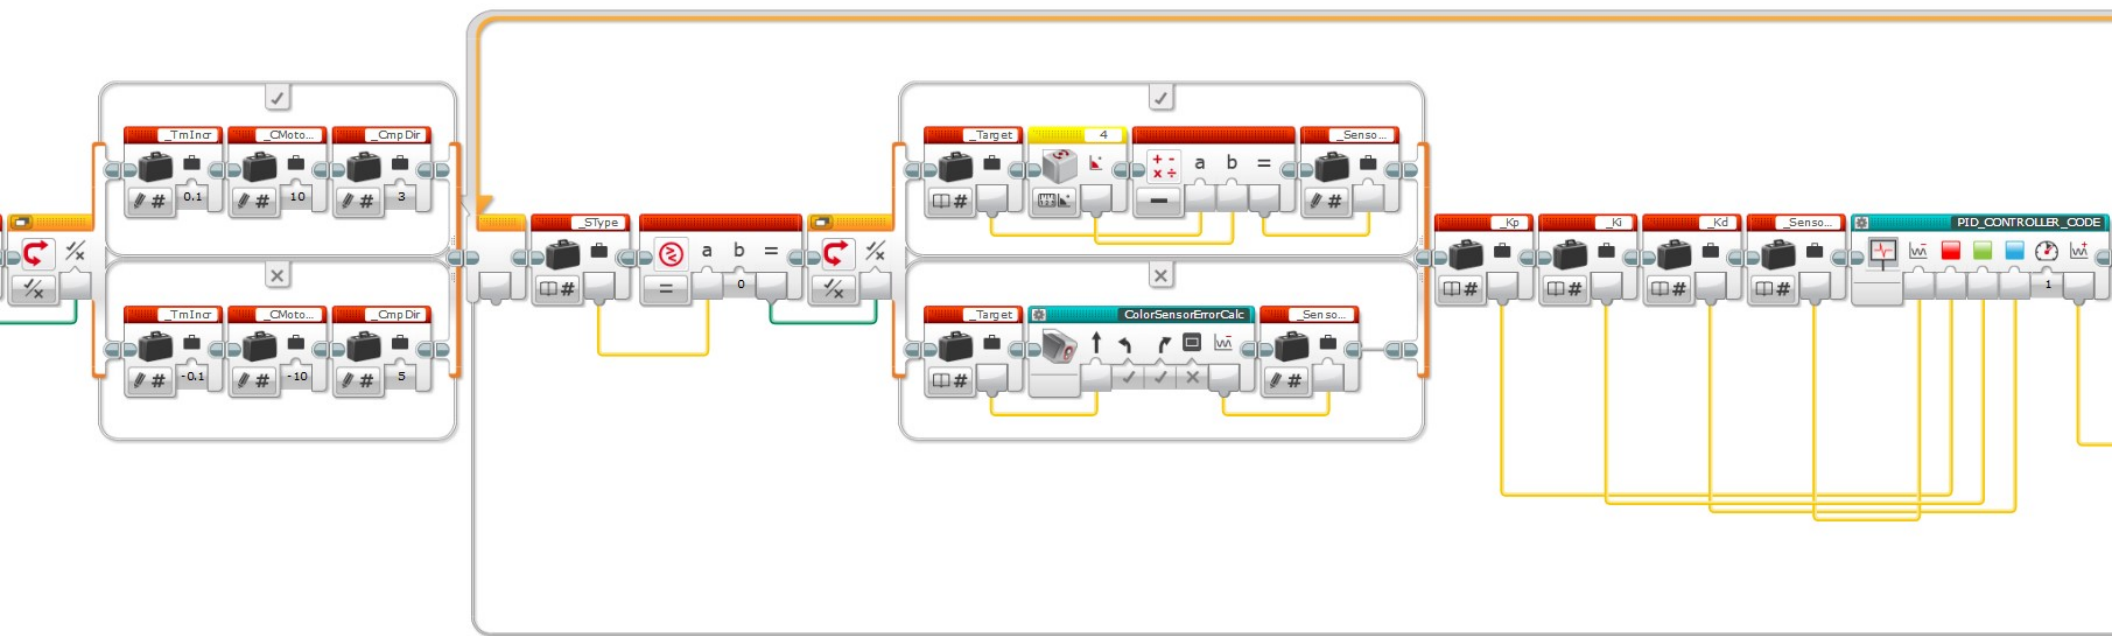 _TmIncr
_CMoto...
_CmpDir
#
0.1
#
10
#
3
_TmIncr
_CMoto...
_CmpDir
#
-0.1
#
-10
#
5
_SType
#
a
b
=
=
0
_Target
4
_Senso...
#
+ -
x ÷
a
b
=
−
#
_Target
ColorSensorErrorCalc
_Senso...
#
#
_Kp
_Ki
_Kd
_Senso...
PID_CONTROLLER_CODE
#
#
#
#
1